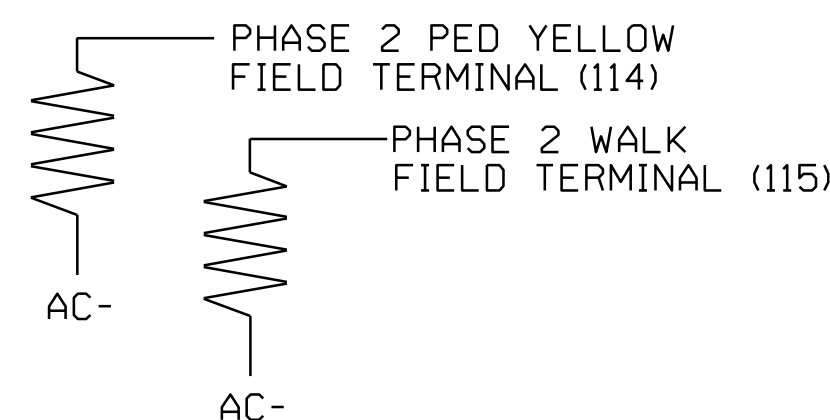 PHASE 2 PED YELLOW
FIELD TERMINAL (114)
PHASE 2 WALK
FIELD TERMINAL (115)
AC-
AC-